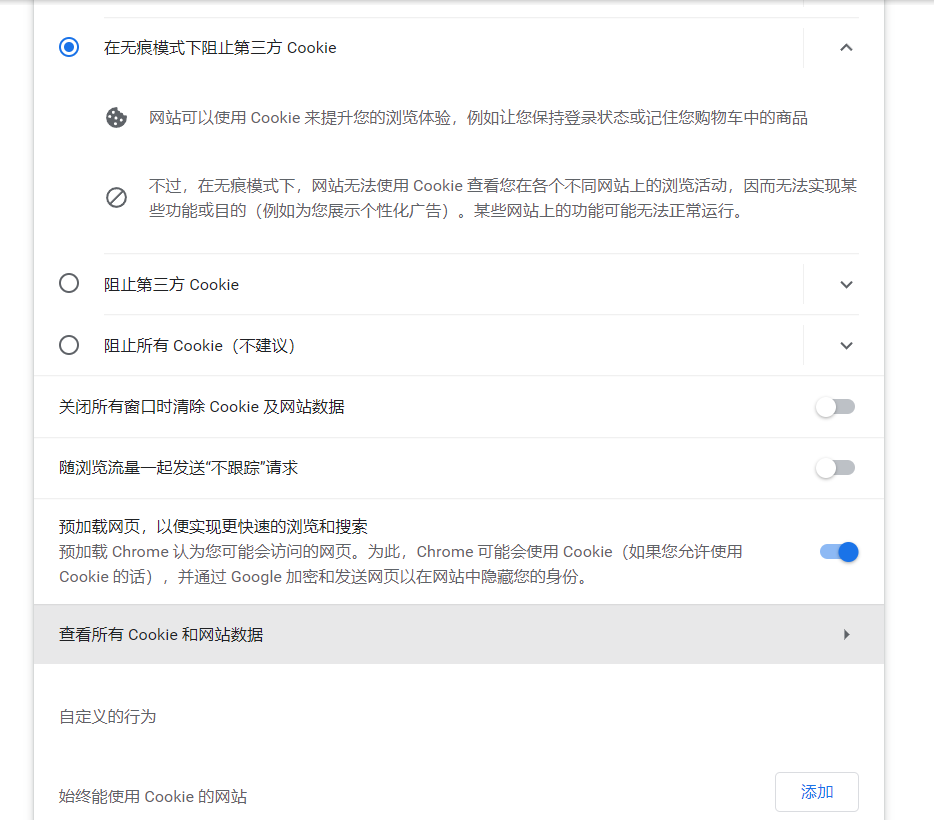 在无痕模式下阻止第三方 Cookie
网站可以使用 Cookie 来提升您的浏览体验，例如让您保持登录状态或记住您购物车中的商品
不过，在无痕模式下，网站无法使用 Cookie 查看您在各个不同网站上的浏览活动，因而无法实现某
些功能或目的（例如为您展示个性化广告）。某些网站上的功能可能无法正常运行。
阻止第三方 Cookie
阻止所有 Cookie（不建议）
关闭所有窗口时清除 Cookie 及网站数据
随浏览流量一起发送“不跟踪”请求
预加载网页，以便实现更快速的浏览和搜索
预加载 Chrome 认为您可能会访问的网页。为此，Chrome 可能会使用 Cookie（如果您允许使用
Cookie 的话），并通过 Google 加密和发送网页以在网站中隐藏您的身份。
查看所有 Cookie 和网站数据
自定义的行为
始终能使用 Cookie 的网站
添加